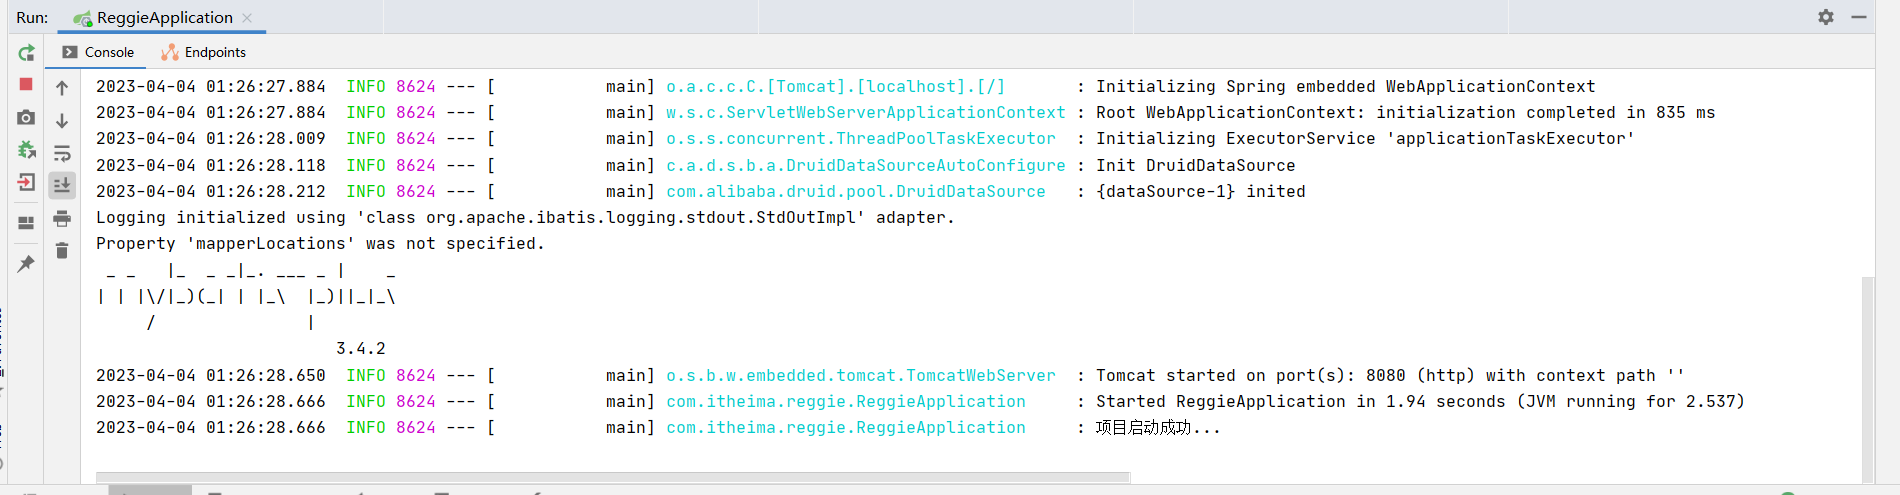 Run: ReggieApplication
Console Endpoints
2023-04-04 01:26:27.884  INFO 8624 --- [           main] o.a.c.c.C.[Tomcat].[localhost].[/]       : Initializing Spring embedded WebApplicationContext
2023-04-04 01:26:27.884  INFO 8624 --- [           main] w.s.c.ServletWebServerApplicationContext : Root WebApplicationContext: initialization completed in 835 ms
2023-04-04 01:26:28.009  INFO 8624 --- [           main] o.s.s.concurrent.ThreadPoolTaskExecutor  : Initializing ExecutorService 'applicationTaskExecutor'
2023-04-04 01:26:28.118  INFO 8624 --- [           main] c.a.d.s.b.a.DruidDataSourceAutoConfigure : Init DruidDataSource
2023-04-04 01:26:28.212  INFO 8624 --- [           main] com.alibaba.druid.pool.DruidDataSource   : {dataSource-1} inited
Logging initialized using 'class org.apache.ibatis.logging.stdout.StdOutImpl' adapter.
Property 'mapperLocations' was not specified.
 _ _   |_  _ _|_. ___ _ |    _
| | |\/|_)(_| | |_\  |_)||_|_\
     /               |
                        3.4.2
2023-04-04 01:26:28.650  INFO 8624 --- [           main] o.s.b.w.embedded.tomcat.TomcatWebServer  : Tomcat started on port(s): 8080 (http) with context path ''
2023-04-04 01:26:28.666  INFO 8624 --- [           main] com.itheima.reggie.ReggieApplication     : Started ReggieApplication in 1.94 seconds (JVM running for 2.537)
2023-04-04 01:26:28.666  INFO 8624 --- [           main] com.itheima.reggie.ReggieApplication     : 项目启动成功...